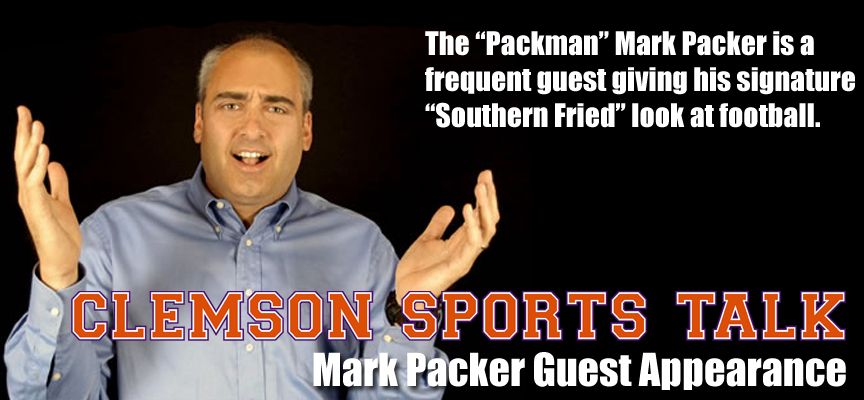 The “Packman” Mark Packer is a
frequent guest giving his signature
“Southern Fried” look at football.
CLEMSON SPORTS TALK
Mark Packer Guest Appearance